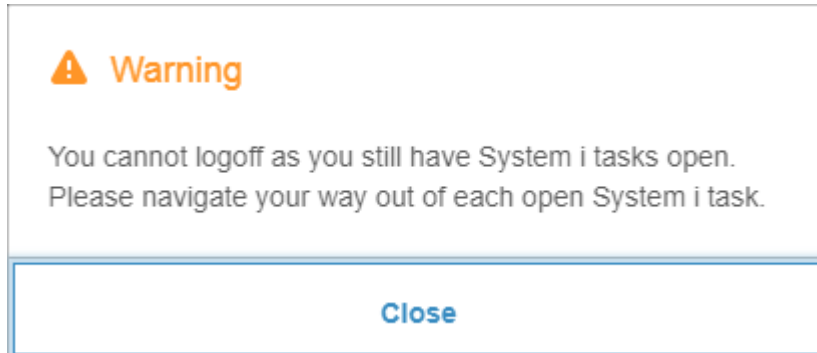 Warning
You cannot logoff as you still have System i tasks open.
Please navigate your way out of each open System i task.
Close